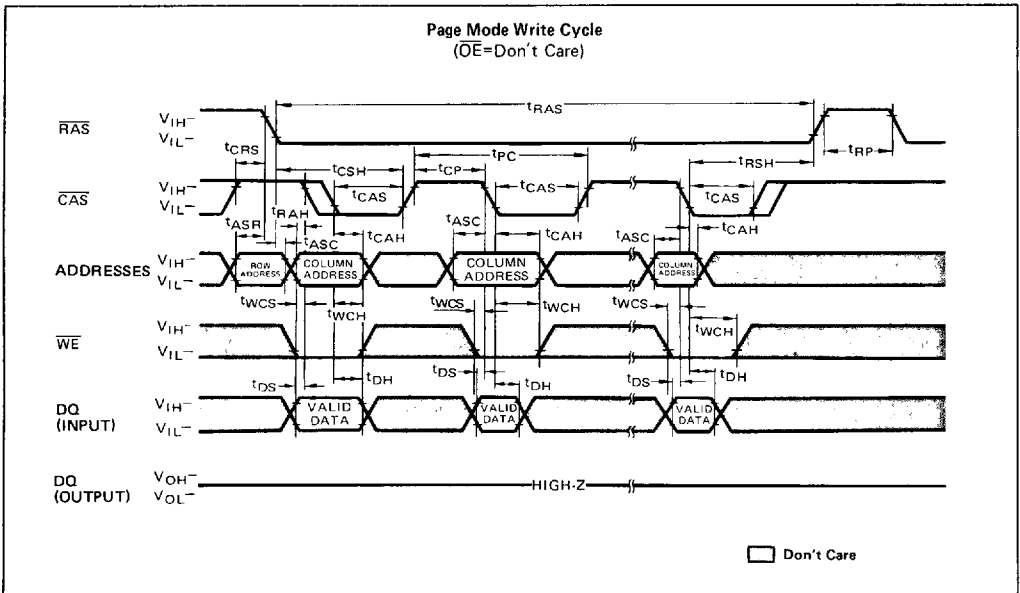 Page Mode Write Cycle
(OE=Don't Care)
RAS
VIH
VIL
tRAS
tRP
tCRS
tCSH
tPC
tCP
tRSH
CAS
VIH
VIL
tCAS
tCAS
tCAS
tRAH
tASR
tASC
tCAH
tASC
tCAH
tASC
tCAH
ADDRESSES
VIH
VIL
ROW ADDRESS
COLUMN ADDRESS
COLUMN ADDRESS
COLUMN ADDRESS
tWCS
tWCH
tWCS
tWCH
tWCS
tWCH
WE
VIH
VIL
tDS
tDH
tDS
tDH
tDS
tDH
DQ
(INPUT)
VIH
VIL
VALID DATA
VALID DATA
VALID DATA
DQ
(OUTPUT)
VOH
VOL
HIGH-Z
Don't Care